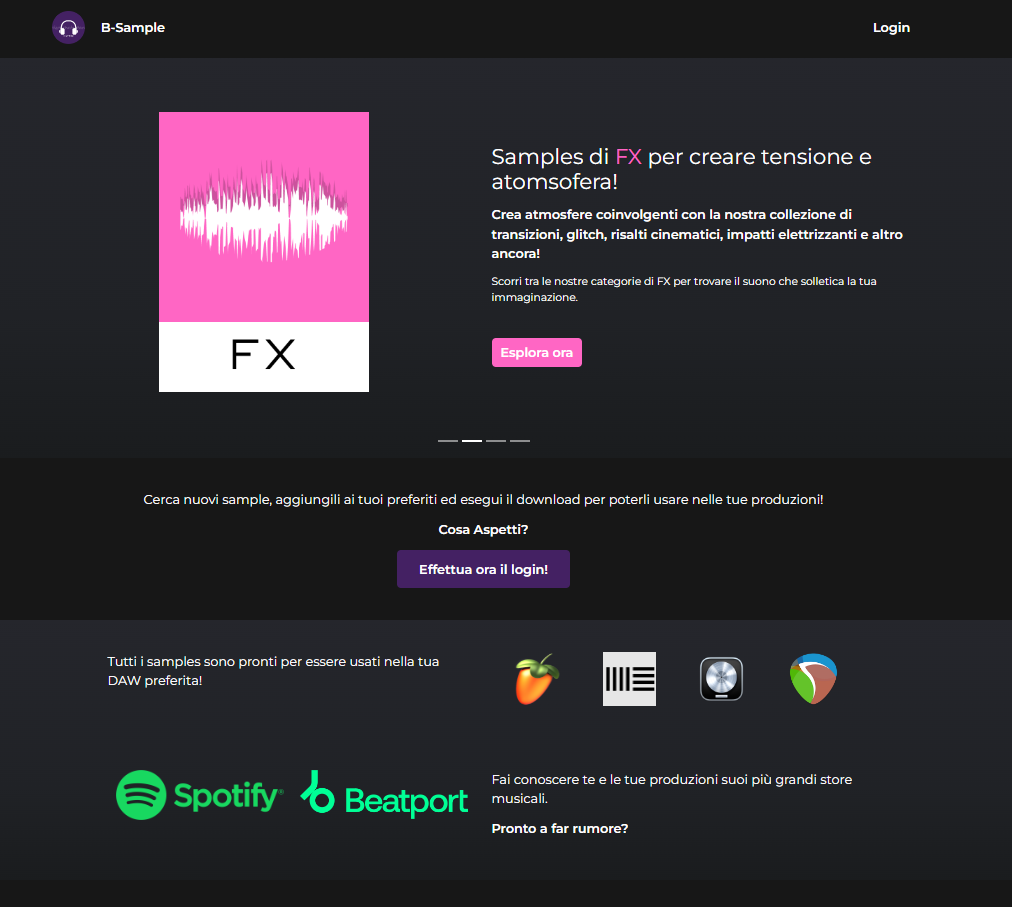 B-Sample
Login
FX
Samples di FX per creare tensione e
atomsofera!
Crea atmosfere coinvolgenti con la nostra collezione di
transizioni, glitch, risalti cinematici, impatti elettrizzanti e altro
ancora!
Scorri tra le nostre categorie di FX per trovare il suono che solletica la tua
immaginazione.
Esplora ora
Cerca nuovi sample, aggiungili ai tuoi preferiti ed esegui il download per poterli usare nelle tue produzioni!
Cosa Aspetti?
Effettua ora il login!
Tutti i samples sono pronti per essere usati nella tua
DAW preferita!
Spotify®
Beatport
Fai conoscere te e le tue produzioni suoi più grandi store
musicali.
Pronto a far rumore?